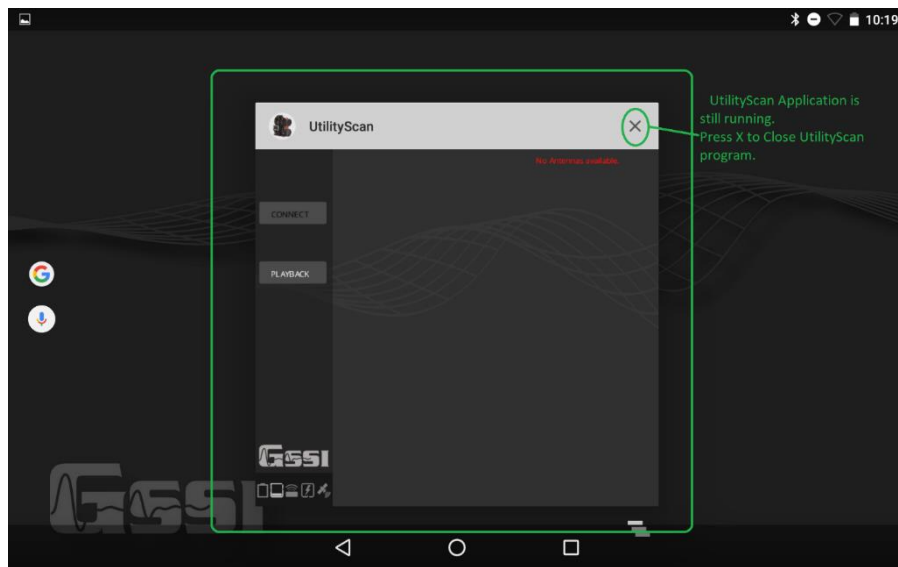 10:19
UtilityScan
UtilityScan Application is
still running.
Press X to Close UtilityScan
program.
No Antennas available.
CONNECT
PLAYBACK
GSSI
GSSI